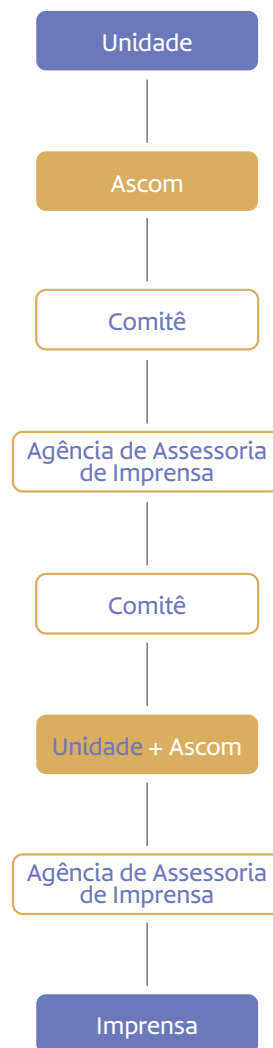 Unidade
Ascom
Comitê
Agência de Assessoria
de Imprensa
Comitê
Unidade + Ascom
Agência de Assessoria
de Imprensa
Imprensa